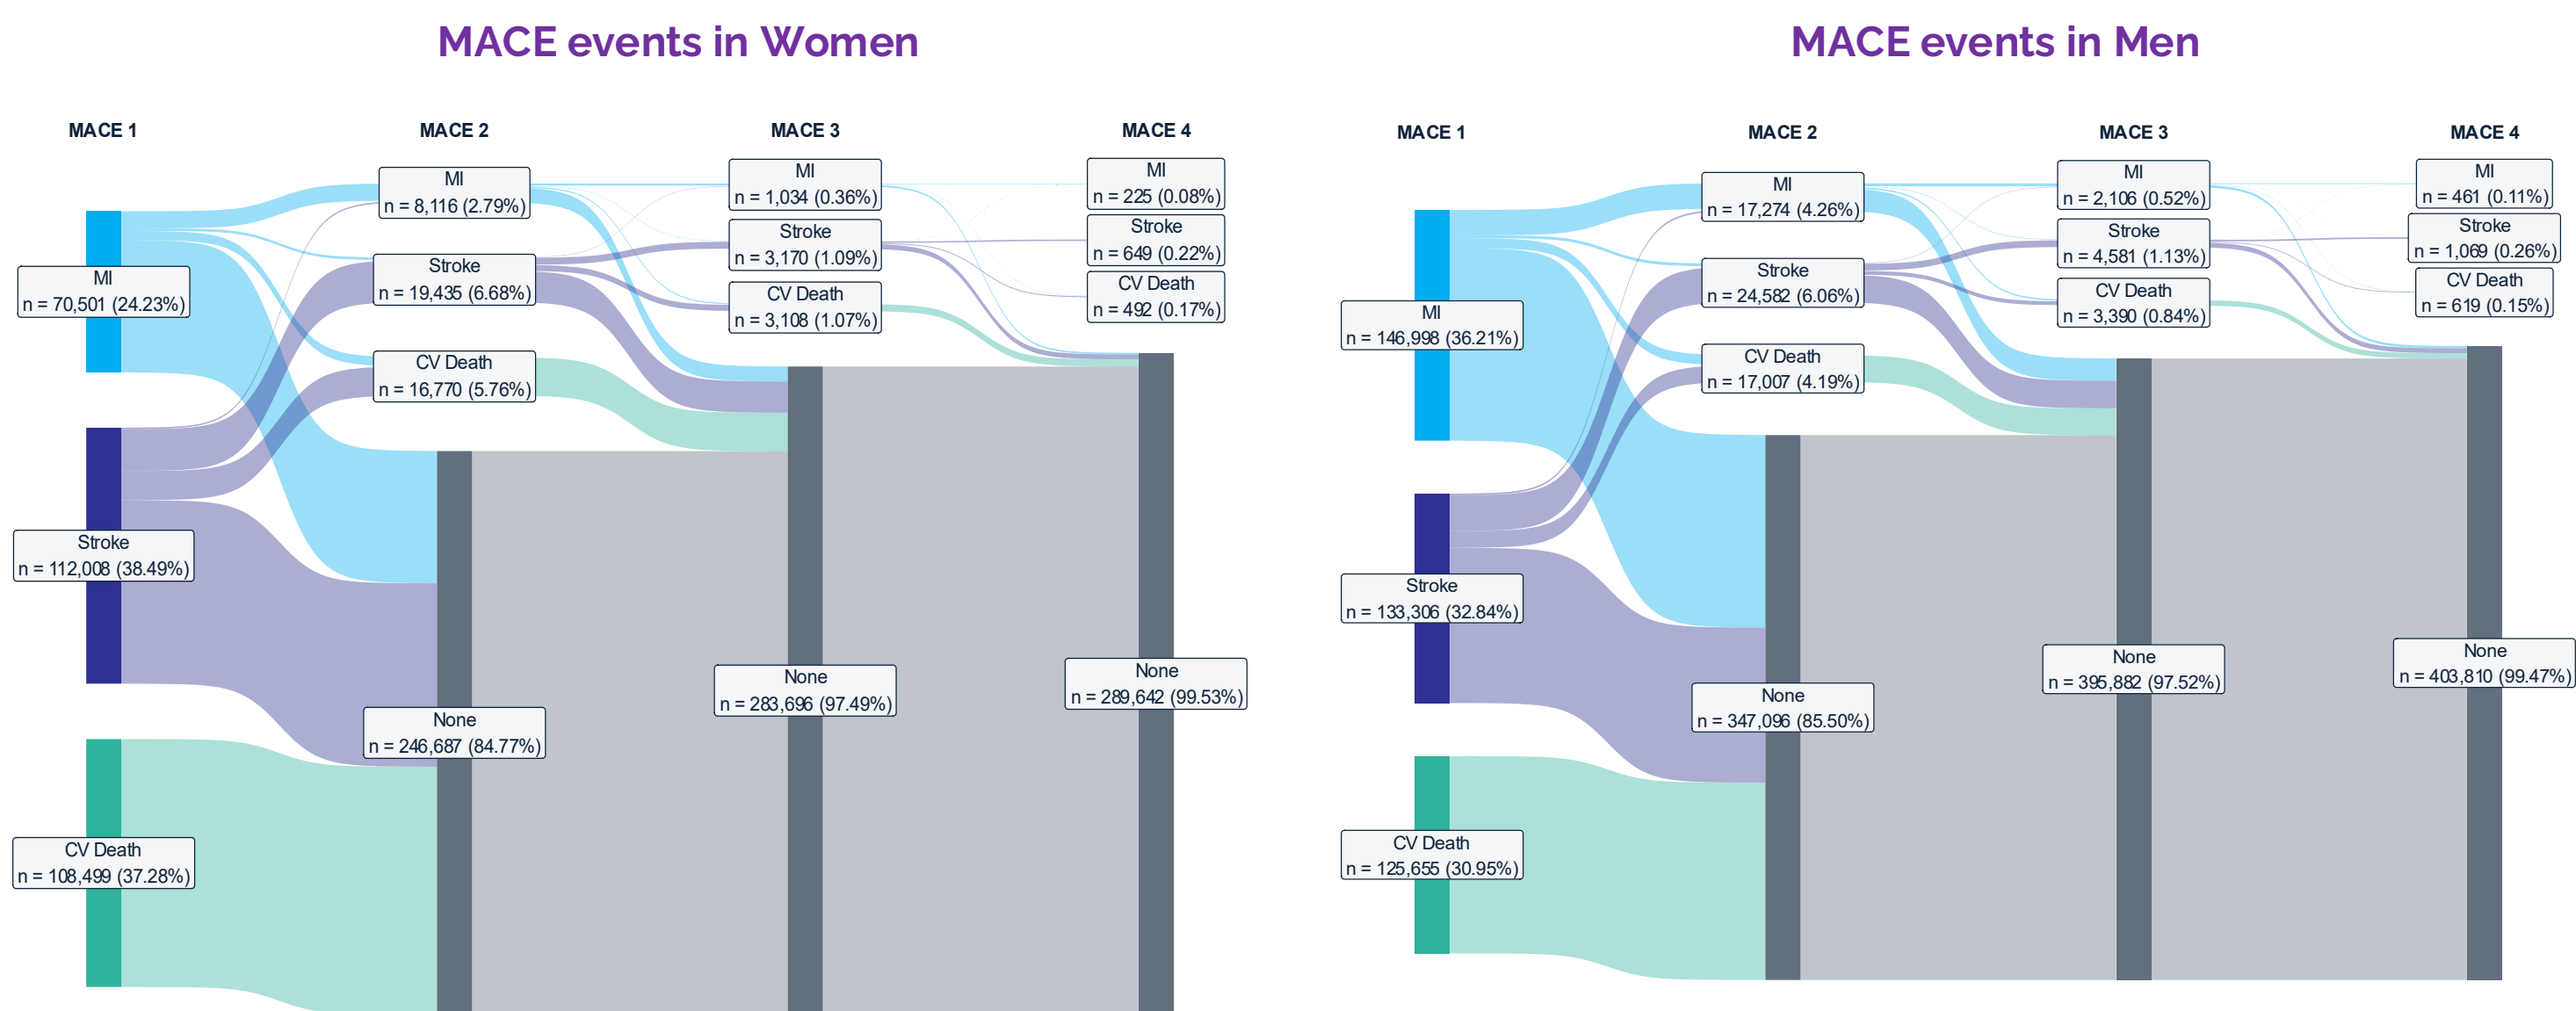 MACE events in Women
MACE 1
MACE 2
MACE 3
MACE 4
MI
n = 70,501 (24.23%)
Stroke
n = 112,008 (38.49%)
CV Death
n = 108,499 (37.28%)
MI
n = 8,116 (2.79%)
Stroke
n = 19,435 (6.68%)
CV Death
n = 16,770 (5.76%)
None
n = 246,687 (84.77%)
MI
n = 1,034 (0.36%)
Stroke
n = 3,170 (1.09%)
CV Death
n = 3,108 (1.07%)
None
n = 283,696 (97.49%)
MI
n = 225 (0.08%)
Stroke
n = 649 (0.22%)
CV Death
n = 492 (0.17%)
None
n = 289,642 (99.53%)
MACE events in Men
MACE 1
MACE 2
MACE 3
MACE 4
MI
n = 146,998 (36.21%)
Stroke
n = 133,306 (32.84%)
CV Death
n = 125,655 (30.95%)
MI
n = 17,274 (4.26%)
Stroke
n = 24,582 (6.06%)
CV Death
n = 17,007 (4.19%)
None
n = 347,096 (85.50%)
MI
n = 2,106 (0.52%)
Stroke
n = 4,581 (1.13%)
CV Death
n = 3,390 (0.84%)
None
n = 395,882 (97.52%)
MI
n = 461 (0.11%)
Stroke
n = 1,069 (0.26%)
CV Death
n = 619 (0.15%)
None
n = 403,810 (99.47%)